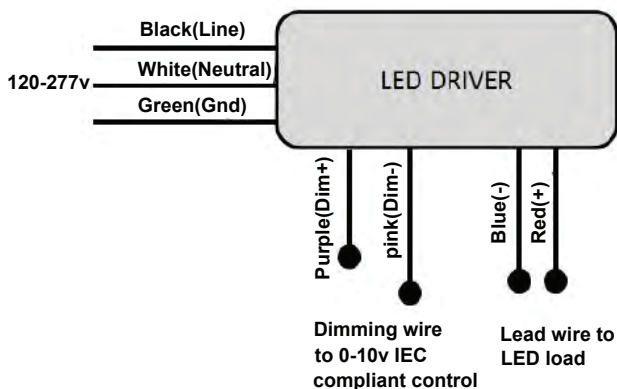 Black(Line)
120-277v
White(Neutral)
Green(Gnd)
LED DRIVER
Purple(Dim+)
pink(Dim-)
Blue(-)
Red(+)
Dimming wire
to 0-10v IEC
compliant control
Lead wire to
LED load